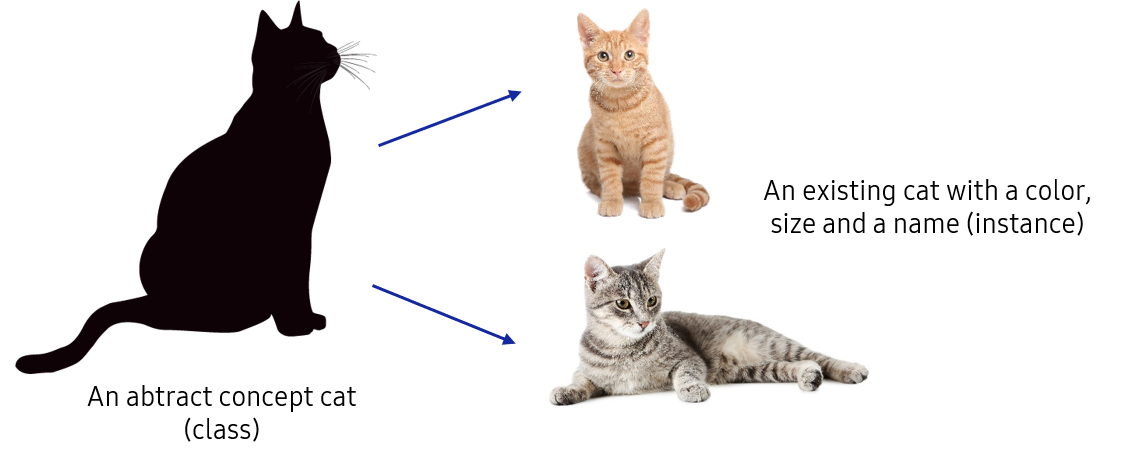 An existing cat with a color,
size and a name (instance)
An abtract concept cat
(class)